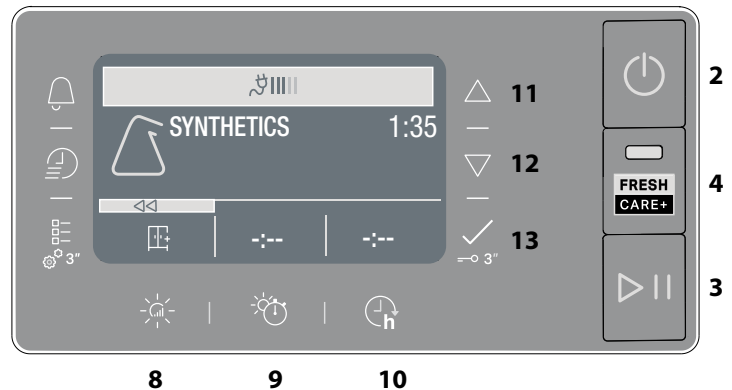 2
11
SYNTHETICS 1:35
12
4
FRESH
CARE+
-:-- -:--
13
3" 3"
3
h
8 9 10